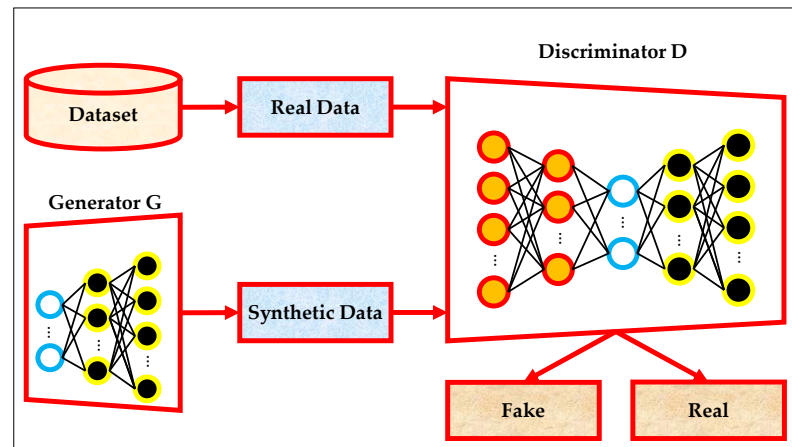 Discriminator D
Dataset
Real Data
Generator G
Synthetic Data
Fake
Real